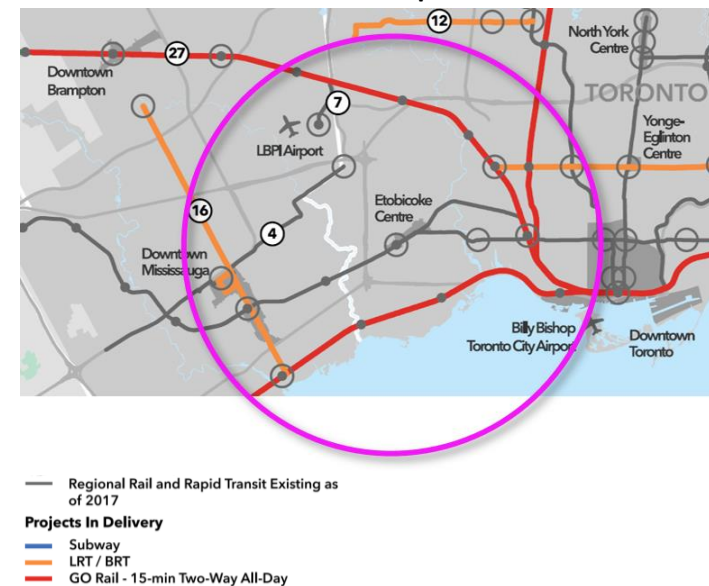 12
North York
Centre
27
Downtown
Brampton
7
TORONTO
LBPI Airport
Yonge-
Eglinton
Centre
16
Etobicoke
Centre
4
Downtown
Mississauga
Billy Bishop
Toronto City Airport
Downtown
Toronto
Regional Rail and Rapid Transit Existing as
of 2017
Projects In Delivery
Subway
LRT / BRT
GO Rail - 15-min Two-Way All-Day